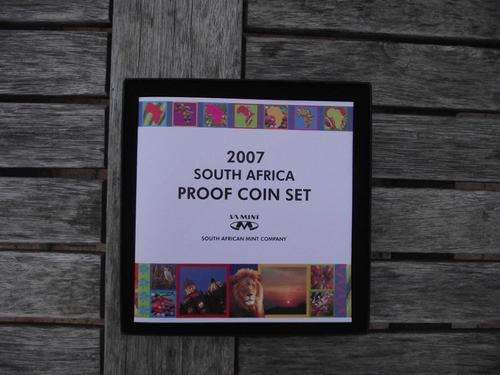 2007
SOUTH AFRICA
PROOF COIN SET
SA MINT
SOUTH AFRICAN MINT COMPANY